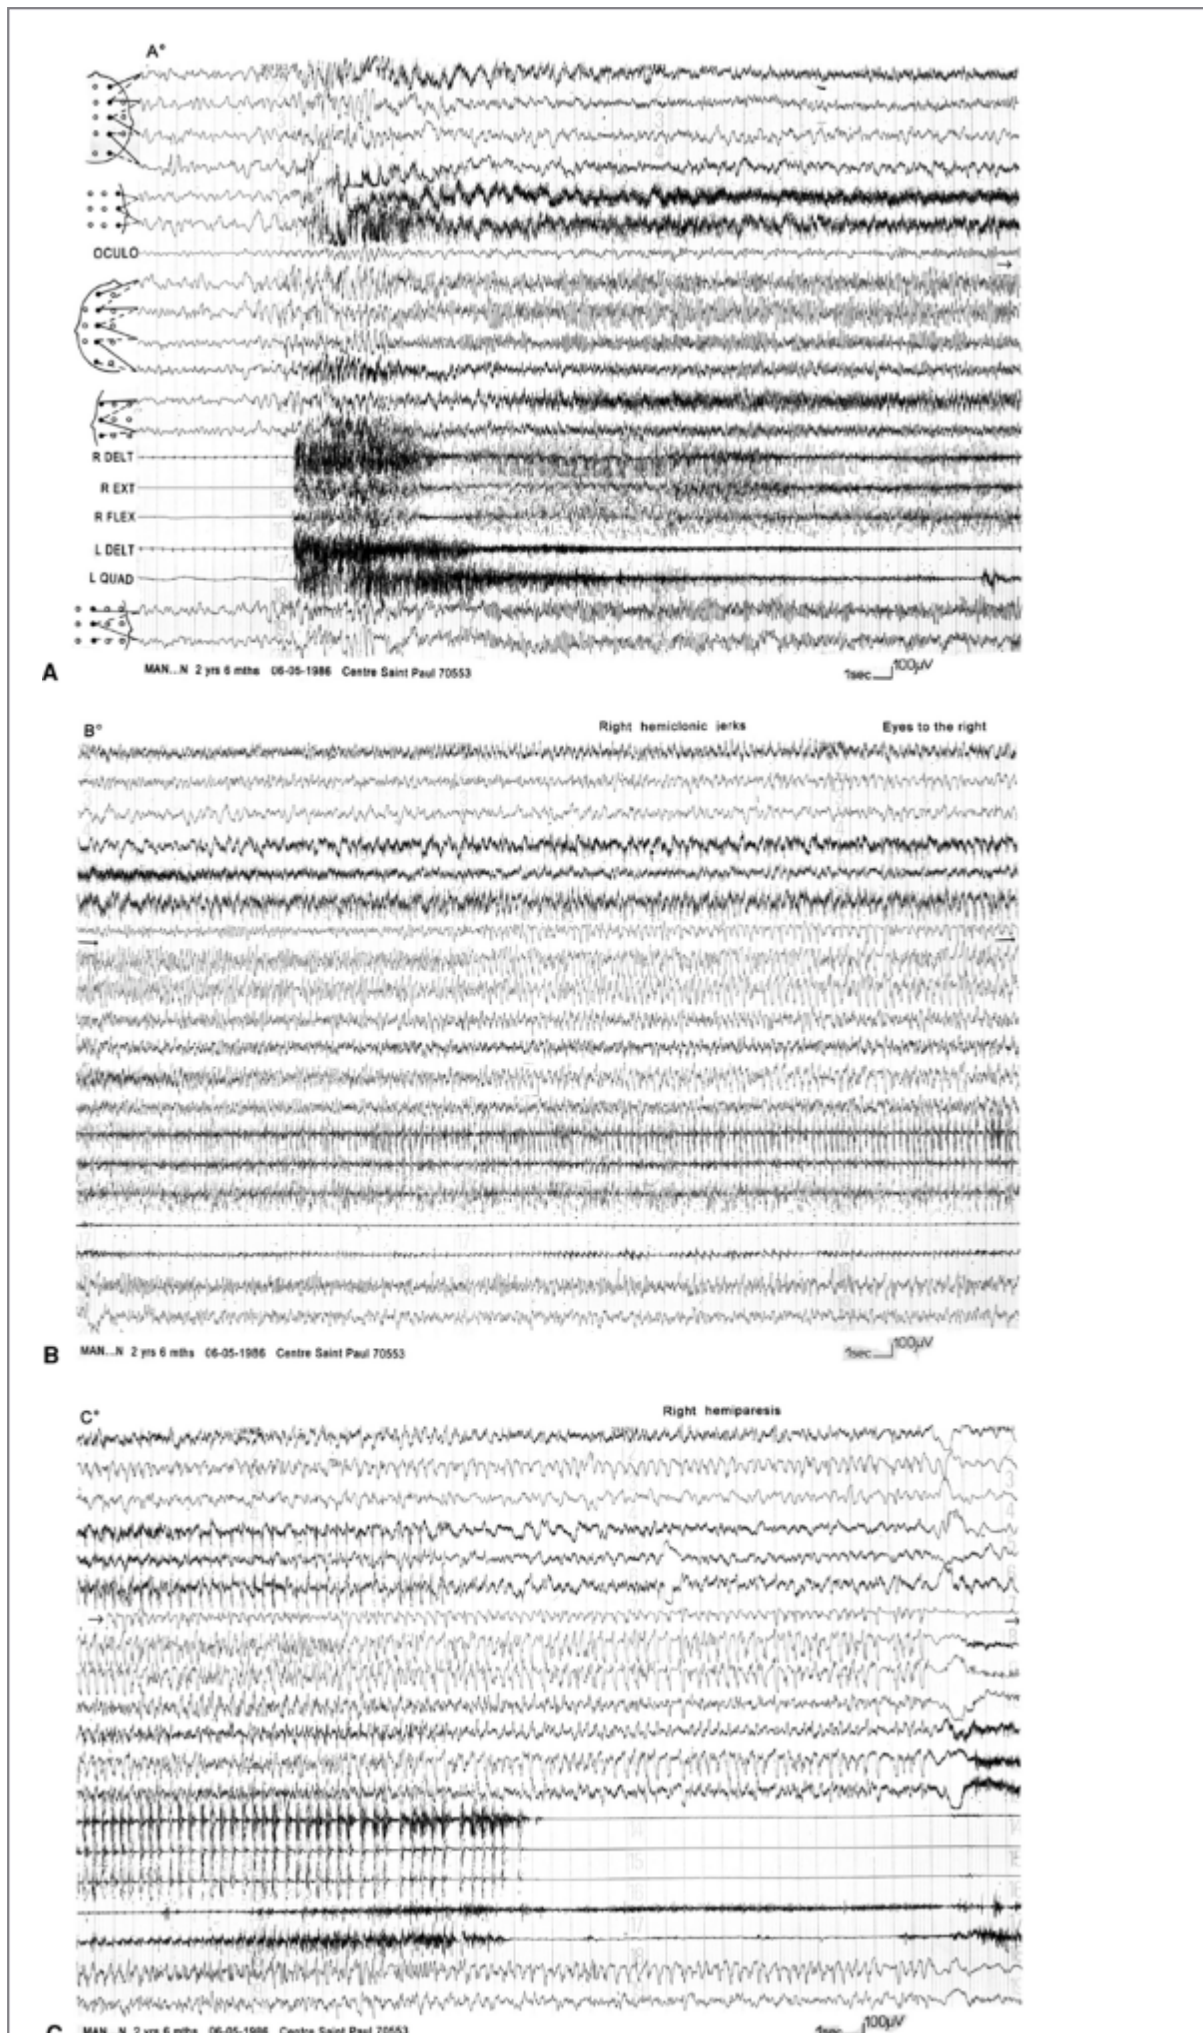 A°
OCULO
R DELT
R EXT
R FLEX
L DELT
L QUAD
A
MAN...N 2 yrs 6 mths 06-05-1986 Centre Saint Paul 70553
1sec 100µV
B°
Right hemiclonic jerks Eyes to the right
B
MAN...N 2 yrs 6 mths 06-05-1986 Centre Saint Paul 70553
1sec 100µV
C°
Right hemiparesis
C
MAN...N 2 yrs 6 mths 06-05-1986 Centre Saint Paul 70553
1sec 100µV